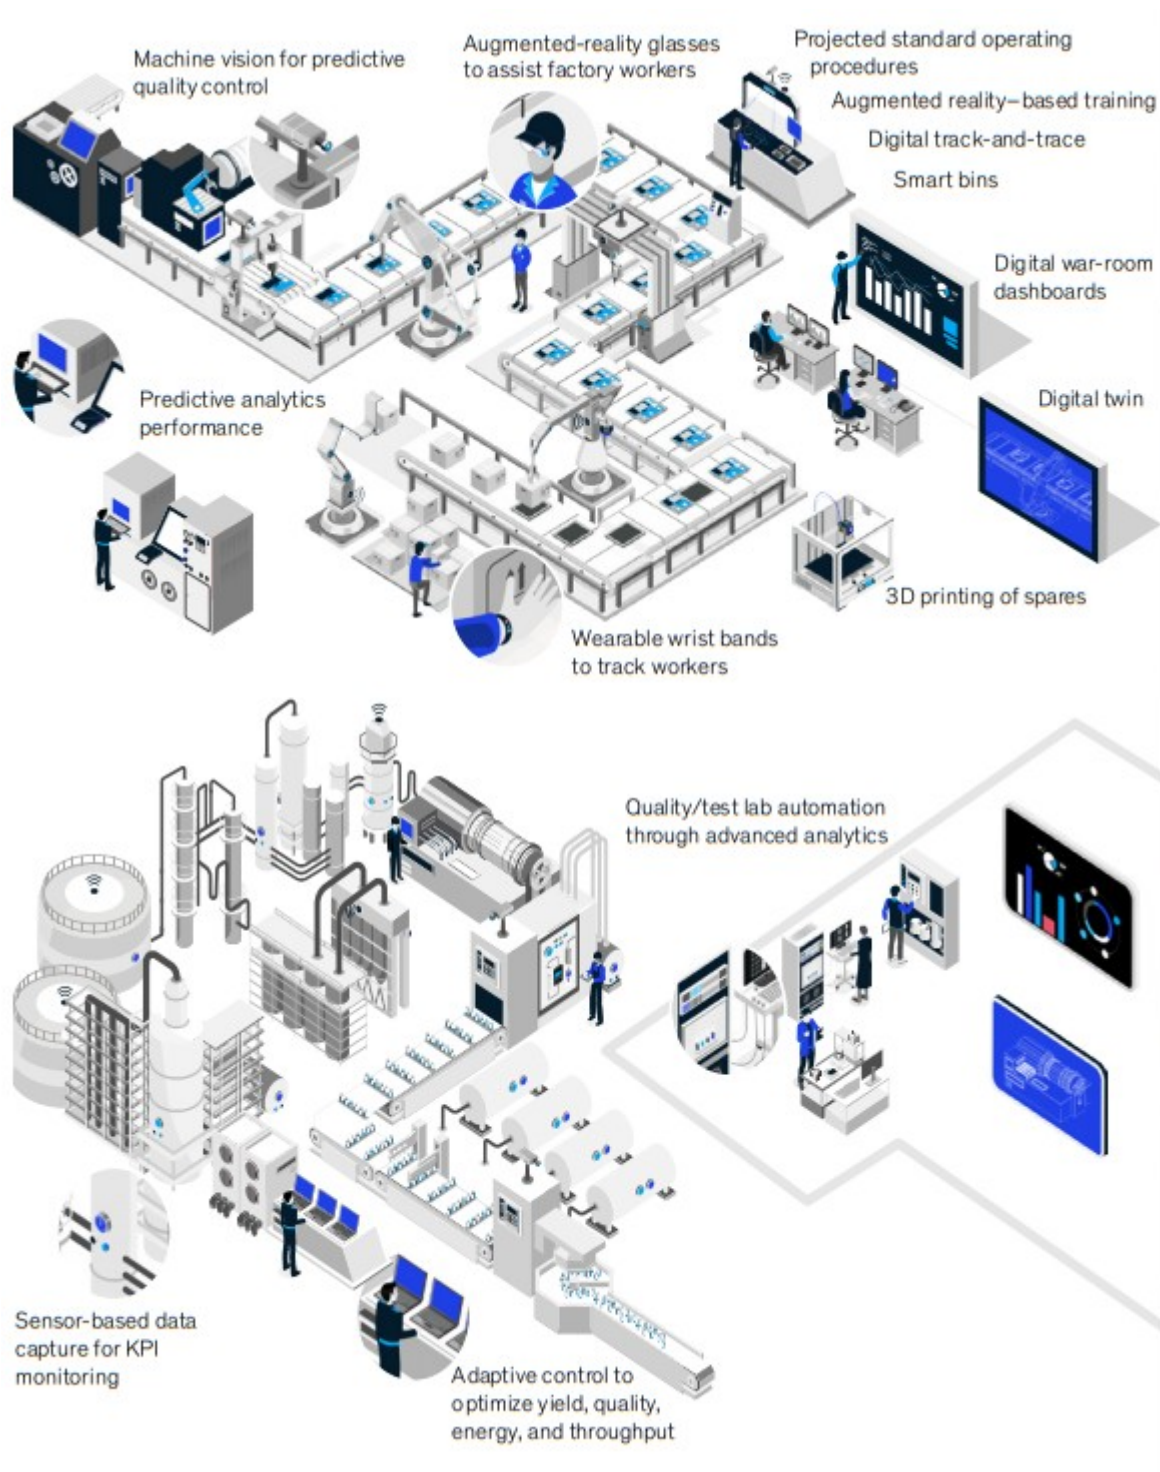 Machine vision for predictive
quality control
Augmented-reality glasses
to assist factory workers
Projected standard operating
procedures
Augmented reality–based training
Digital track-and-trace
Smart bins
Digital war-room
dashboards
Predictive analytics
performance
Digital twin
3D printing of spares
Wearable wrist bands
to track workers
Quality/test lab automation
through advanced analytics
Sensor-based data
capture for KPI
monitoring
Adaptive control to
optimize yield, quality,
energy, and throughput